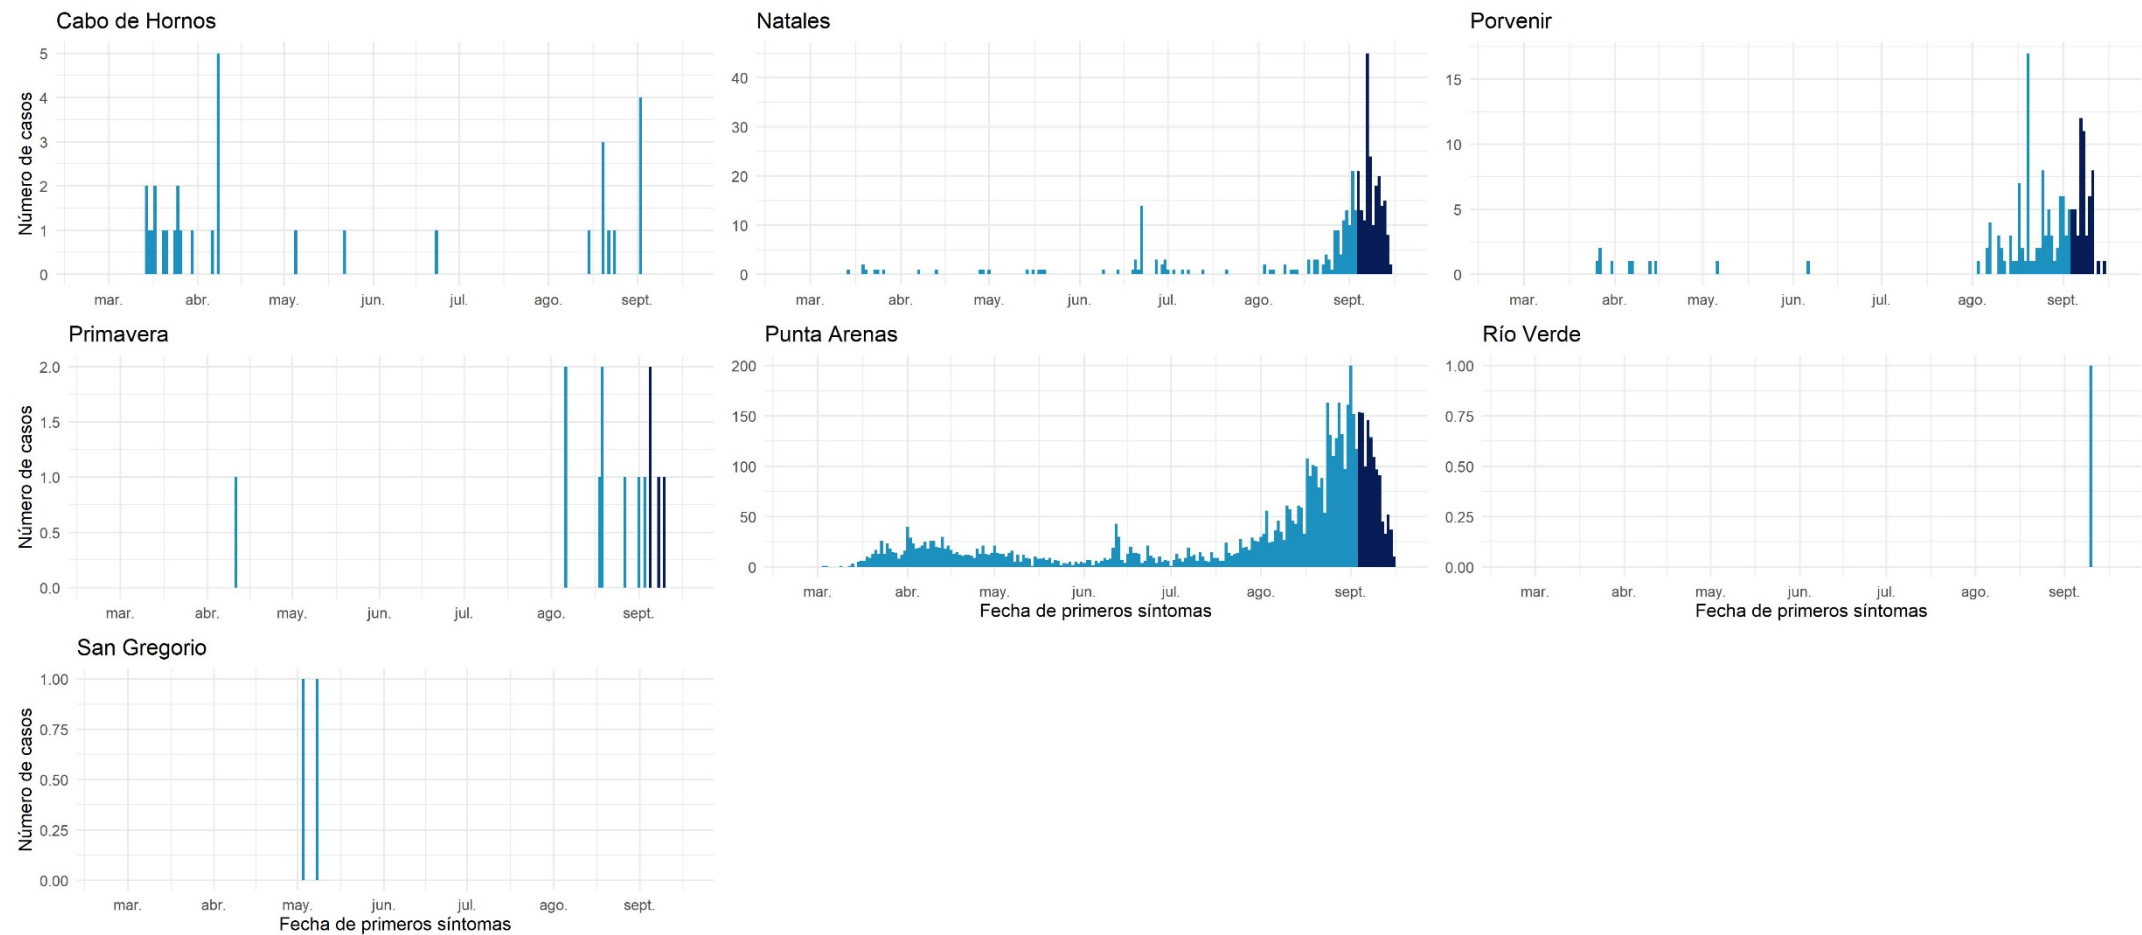 Cabo de Hornos
Número de casos
5
4
3
2
1
0
mar. abr. may. jun. jul. ago. sept.
Natales
40
30
20
10
0
mar. abr. may. jun. jul. ago. sept.
Porvenir
15
10
5
0
mar. abr. may. jun. jul. ago. sept.
Primavera
Número de casos
2.0
1.5
1.0
0.5
0.0
mar. abr. may. jun. jul. ago. sept.
Punta Arenas
200
150
100
50
0
mar. abr. may. jun. jul. ago. sept.
Fecha de primeros síntomas
Río Verde
1.00
0.75
0.50
0.25
0.00
mar. abr. may. jun. jul. ago. sept.
Fecha de primeros síntomas
San Gregorio
Número de casos
1.00
0.75
0.50
0.25
0.00
mar. abr. may. jun. jul. ago. sept.
Fecha de primeros síntomas